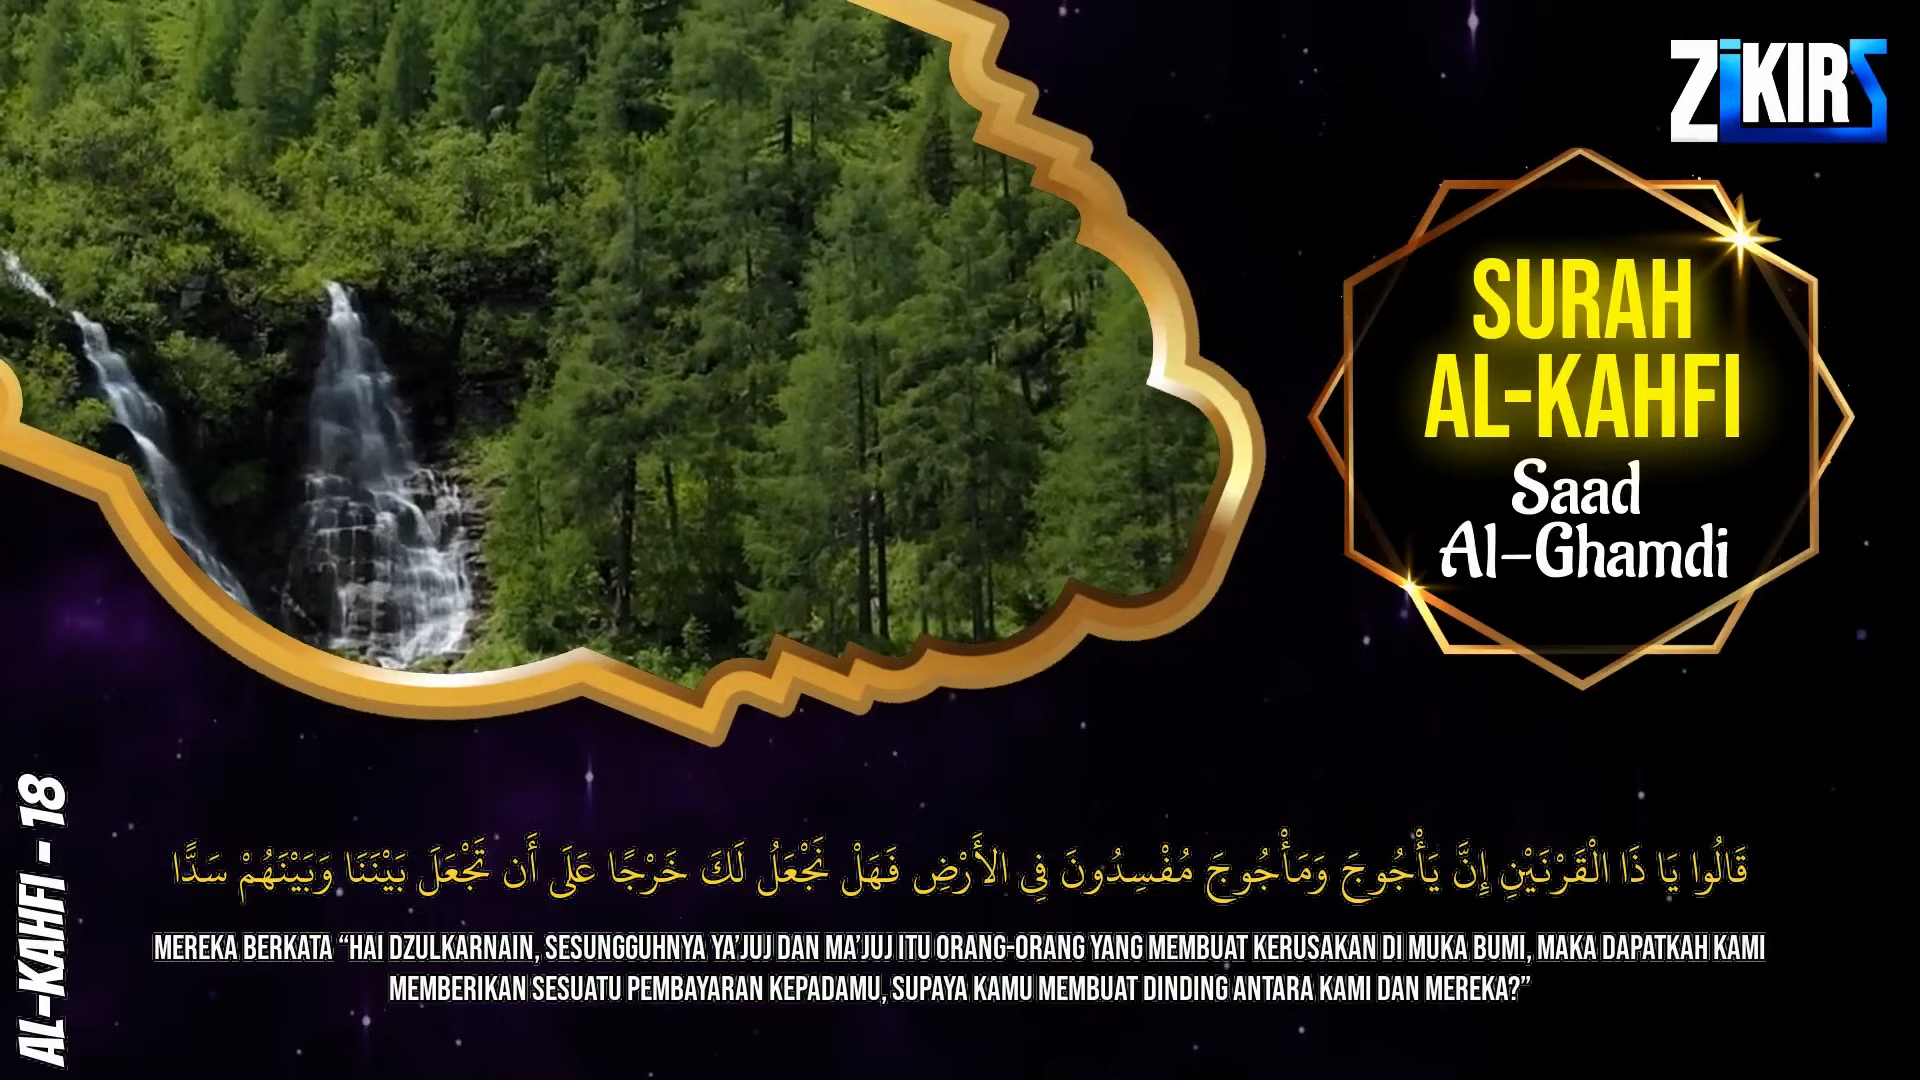 ZiKIRS
SURAH
AL-KAHFI
Saad
Al-Ghamdi
AL-KAHFI - 18
قَالُوا يَا ذَا الْقَرْنَيْنِ إِنَّ يَأْجُوجَ وَمَأْجُوجَ مُفْسِدُونَ فِي الأَرْضِ فَهَلْ نَجْعَلُ لَكَ خَرْجًا عَلَى أَن تَجْعَلَ بَيْنَنَا وَبَيْنَهُمْ سَدًّا
MEREKA BERKATA “HAI DZULKARNAIN, SESUNGGUHNYA YA’JUJ DAN MA’JUJ ITU ORANG-ORANG YANG MEMBUAT KERUSAKAN DI MUKA BUMI, MAKA DAPATKAH KAMI
MEMBERIKAN SESUATU PEMBAYARAN KEPADAMU, SUPAYA KAMU MEMBUAT DINDING ANTARA KAMI DAN MEREKA?”